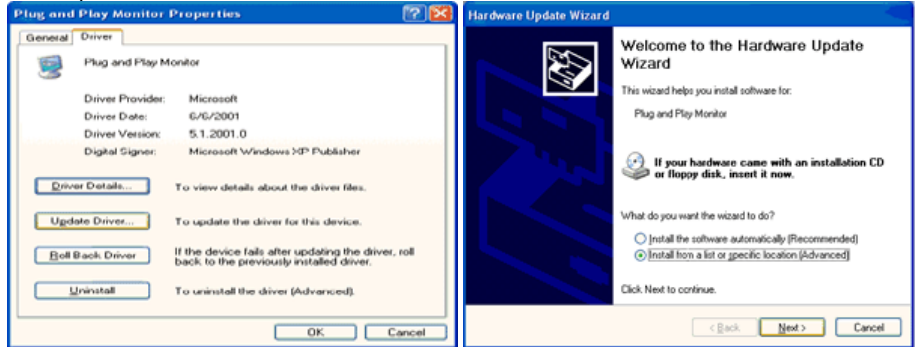 Plug and Play Monitor Properties
General Driver
Plug and Play Monitor
Driver Provider: Microsoft
Driver Date: 6/6/2001
Driver Version: 5.1.2001.0
Digital Signer: Microsoft Windows XP Publisher
Driver Details... To view details about the driver files.
Update Driver... To update the driver for this device.
Roll Back Driver If the device fails after updating the driver, roll
back to the previously installed driver.
Uninstall To uninstall the driver (Advanced).
OK Cancel
Hardware Update Wizard
Welcome to the Hardware Update
Wizard
This wizard helps you install software for:
Plug and Play Monitor
If your hardware came with an installation CD
or floppy disk, insert it now.
What do you want the wizard to do?
Install the software automatically (Recommended)
Install from a list or specific location (Advanced)
Click Next to continue.
< Back Next > Cancel